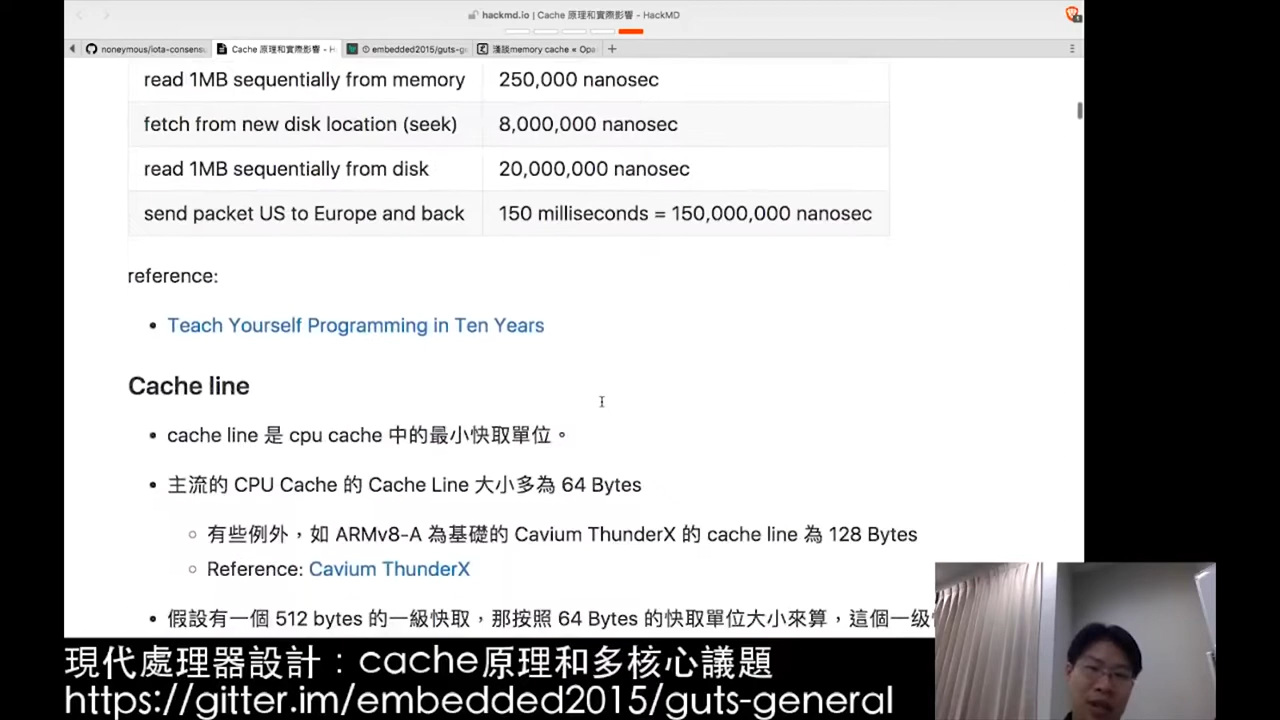 hackmd.io | Cache 原理和實際影響 - HackMD
noneymous/iota-consensu
Cache 原理和實際影響 - H
embedded2015/guts-g
淺談memory cache « Opa
read 1MB sequentially from memory 250,000 nanosec
fetch from new disk location (seek) 8,000,000 nanosec
read 1MB sequentially from disk 20,000,000 nanosec
send packet US to Europe and back 150 milliseconds = 150,000,000 nanosec
reference:
Teach Yourself Programming in Ten Years
Cache line
cache line 是 cpu cache 中的最小快取單位。
主流的 CPU Cache 的 Cache Line 大小多為 64 Bytes
有些例外，如 ARMv8-A 為基礎的 Cavium ThunderX 的 cache line 為 128 Bytes
Reference: Cavium ThunderX
假設有一個 512 bytes 的一級快取，那按照 64 Bytes 的快取單位大小來算，這個一级
現代處理器設計：cache原理和多核心議題
https://gitter.im/embedded2015/guts-general